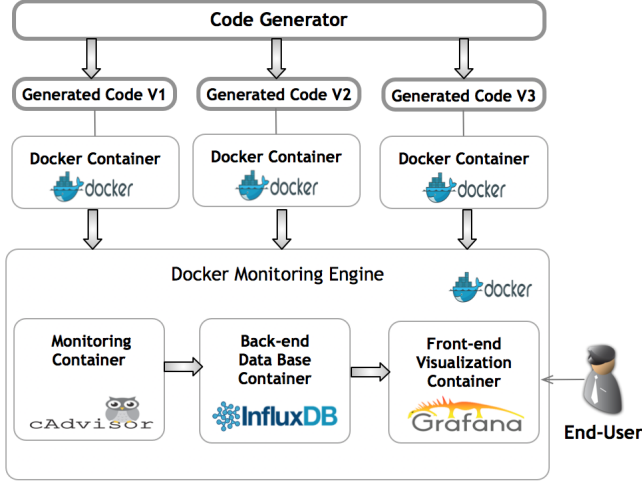 Code Generator
Generated Code V1
Generated Code V2
Generated Code V3
Docker Container
docker
Docker Container
docker
Docker Container
docker
Docker Monitoring Engine
docker
Monitoring
Container
cAdvisor
Back-end
Data Base
Container
InfluxDB
Front-end
Visualization
Container
Grafana
End-User